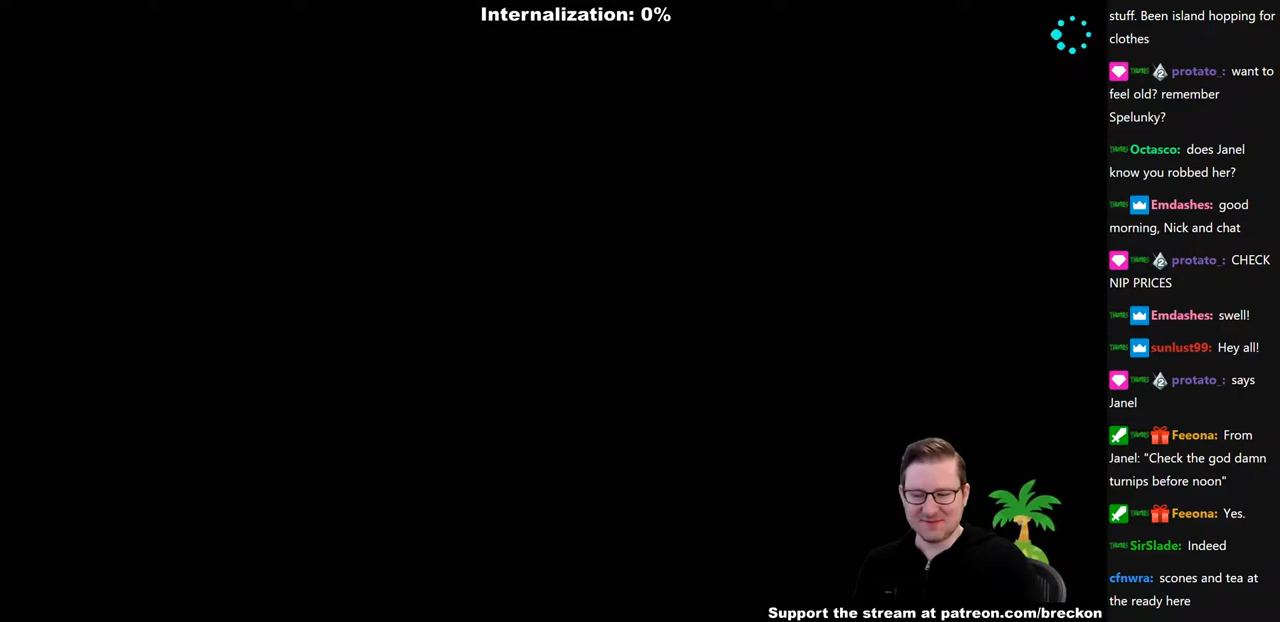 Internalization: 0%
stuff. Been island hopping for
clothes
protato_: want to
feel old? remember
Spelunky?
Octasco: does Janel
know you robbed her?
Emdashes: good
morning, Nick and chat
protato_: CHECK
NIP PRICES
Emdashes: swell!
sunlust99: Hey all!
protato_: says
Janel
Feeona: From
Janel: "Check the god damn
turnips before noon"
Feeona: Yes.
SirSlade: Indeed
cfnwra: scones and tea at
the ready here
Support the stream at patreon.com/breckon